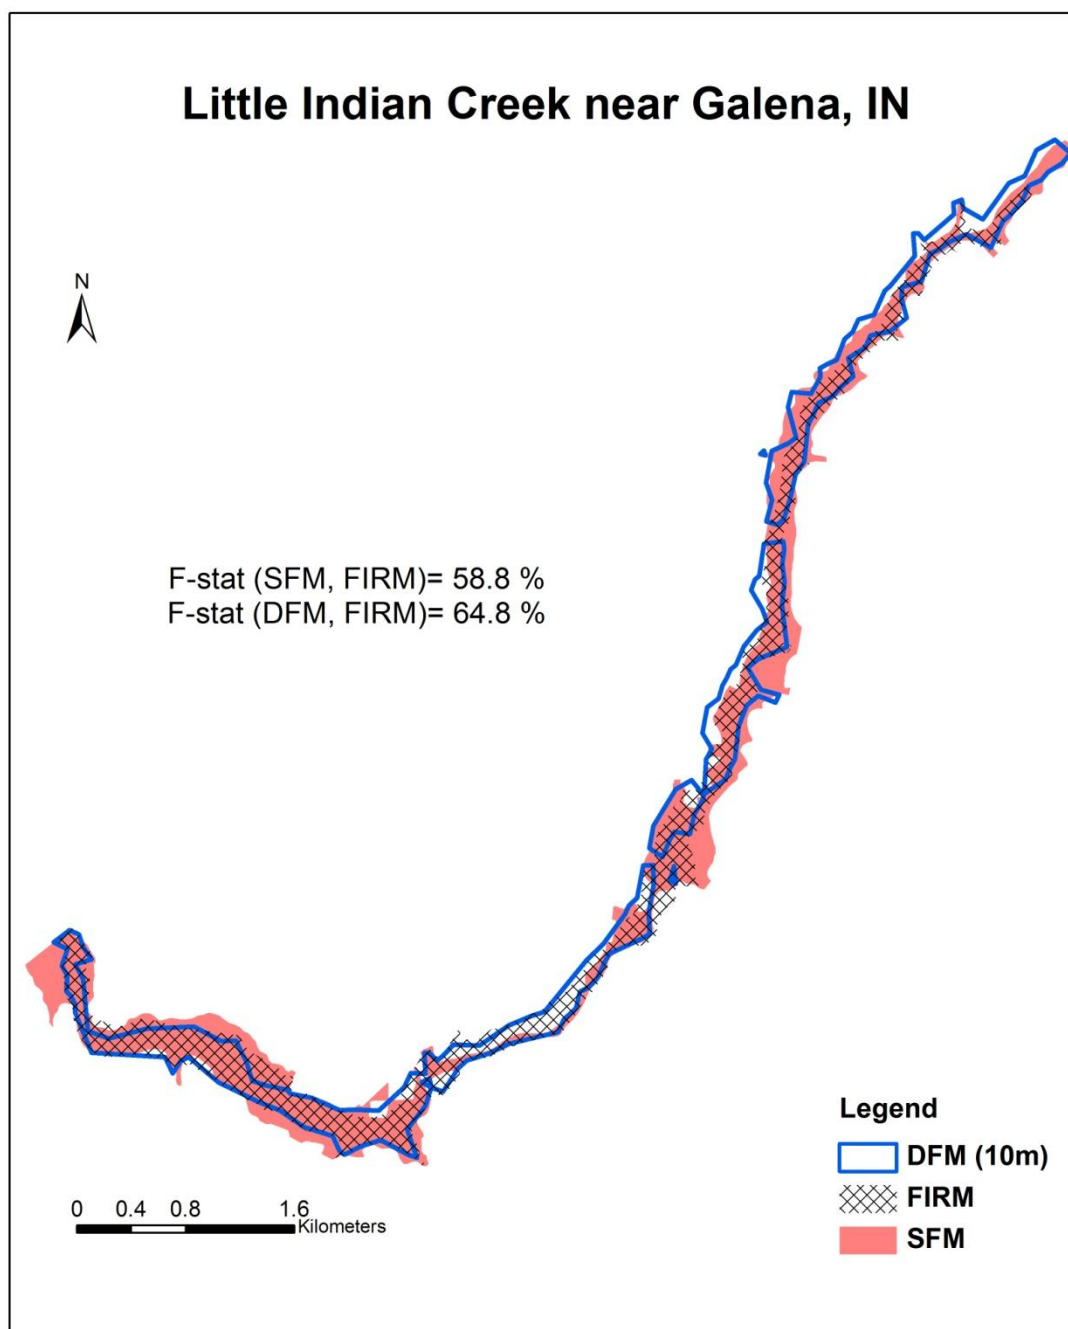 Little Indian Creek near Galena, IN
N
F-stat (SFM, FIRM)= 58.8 %
F-stat (DFM, FIRM)= 64.8 %
Legend
DFM (10m)
FIRM
SFM
0 0.4 0.8 1.6
Kilometers